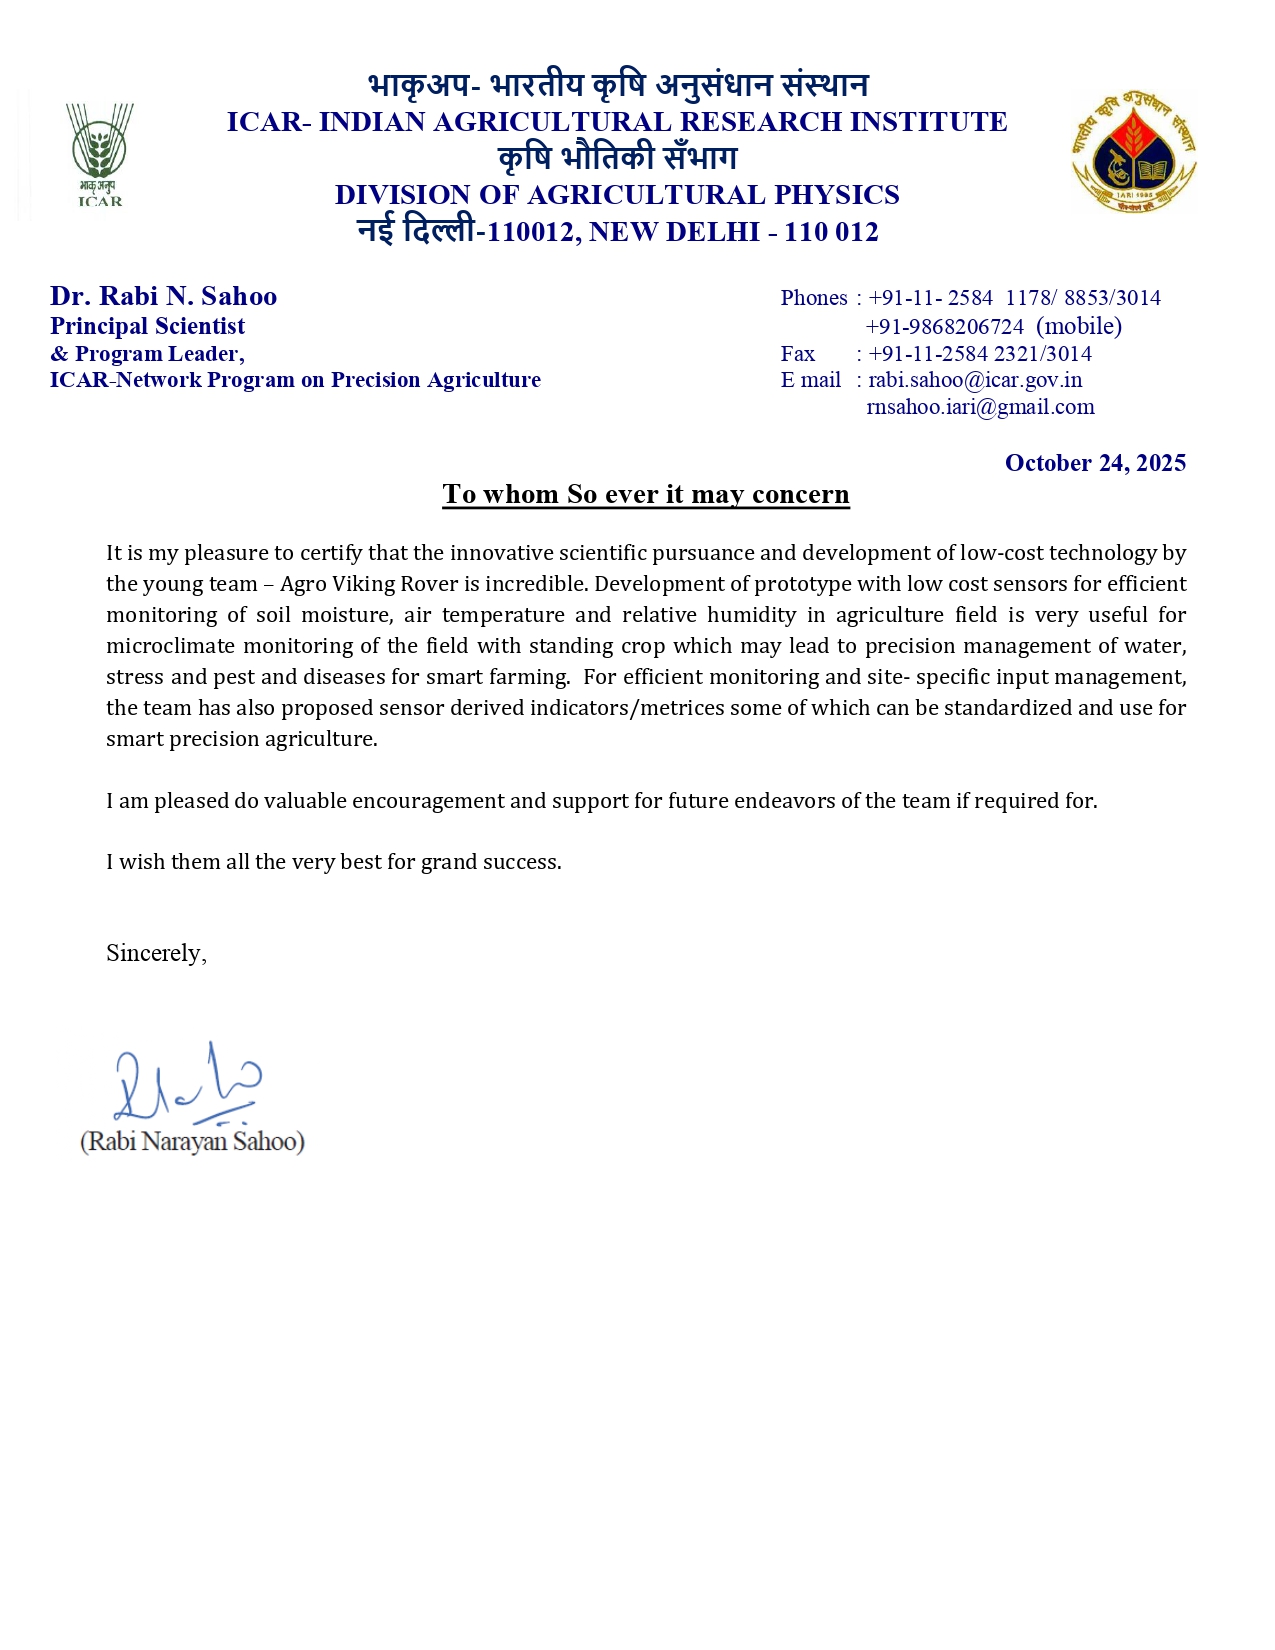 भाकृअप- भारतीय कृषि अनुसंधान संस्थान
ICAR- INDIAN AGRICULTURAL RESEARCH INSTITUTE
कृषि भौतिकी सँभाग
DIVISION OF AGRICULTURAL PHYSICS
नई दिल्ली-110012, NEW DELHI - 110 012
भाकृअनुप
ICAR
भारतीय कृषि अनुसंधान संस्थान
IARI 1905
Dr. Rabi N. Sahoo
Principal Scientist
& Program Leader,
ICAR-Network Program on Precision Agriculture
Phones : +91-11- 2584 1178/ 8853/3014
+91-9868206724 (mobile)
Fax : +91-11-2584 2321/3014
E mail : rabi.sahoo@icar.gov.in
rnsahoo.iari@gmail.com
October 24, 2025
To whom So ever it may concern
It is my pleasure to certify that the innovative scientific pursuance and development of low-cost technology by
the young team – Agro Viking Rover is incredible. Development of prototype with low cost sensors for efficient
monitoring of soil moisture, air temperature and relative humidity in agriculture field is very useful for
microclimate monitoring of the field with standing crop which may lead to precision management of water,
stress and pest and diseases for smart farming. For efficient monitoring and site- specific input management,
the team has also proposed sensor derived indicators/metrices some of which can be standardized and use for
smart precision agriculture.
I am pleased do valuable encouragement and support for future endeavors of the team if required for.
I wish them all the very best for grand success.
Sincerely,
(Rabi Narayan Sahoo)